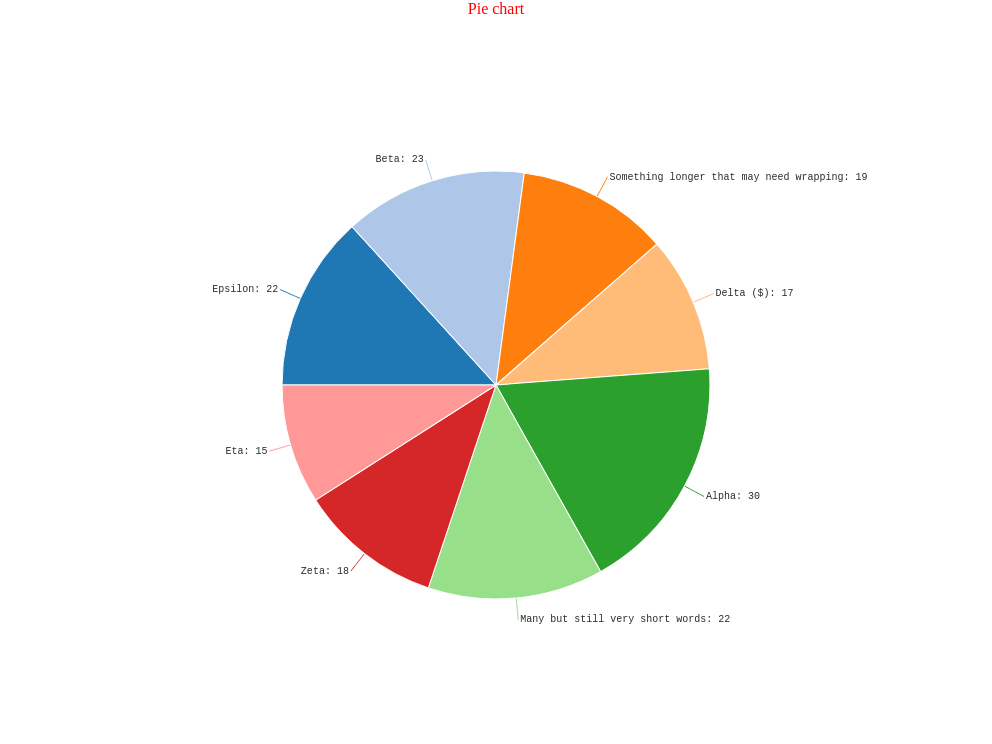 Pie chart
Beta: 23
Something longer that may need wrapping: 19
Epsilon: 22
Delta ($): 17
Eta: 15
Alpha: 30
Zeta: 18
Many but still very short words: 22